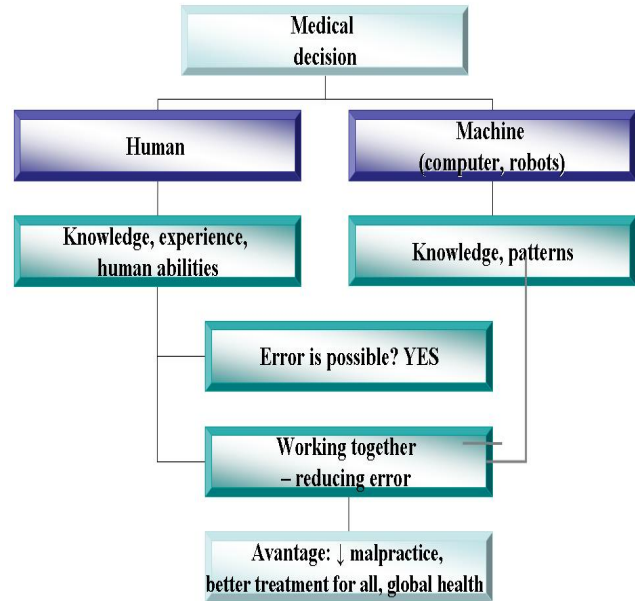 Medical
decision
Human
Machine
(computer, robots)
Knowledge, experience,
human abilities
Knowledge, patterns
Error is possible? YES
Working together
– reducing error
Avantage: ↓ malpractice,
better treatment for all, global health